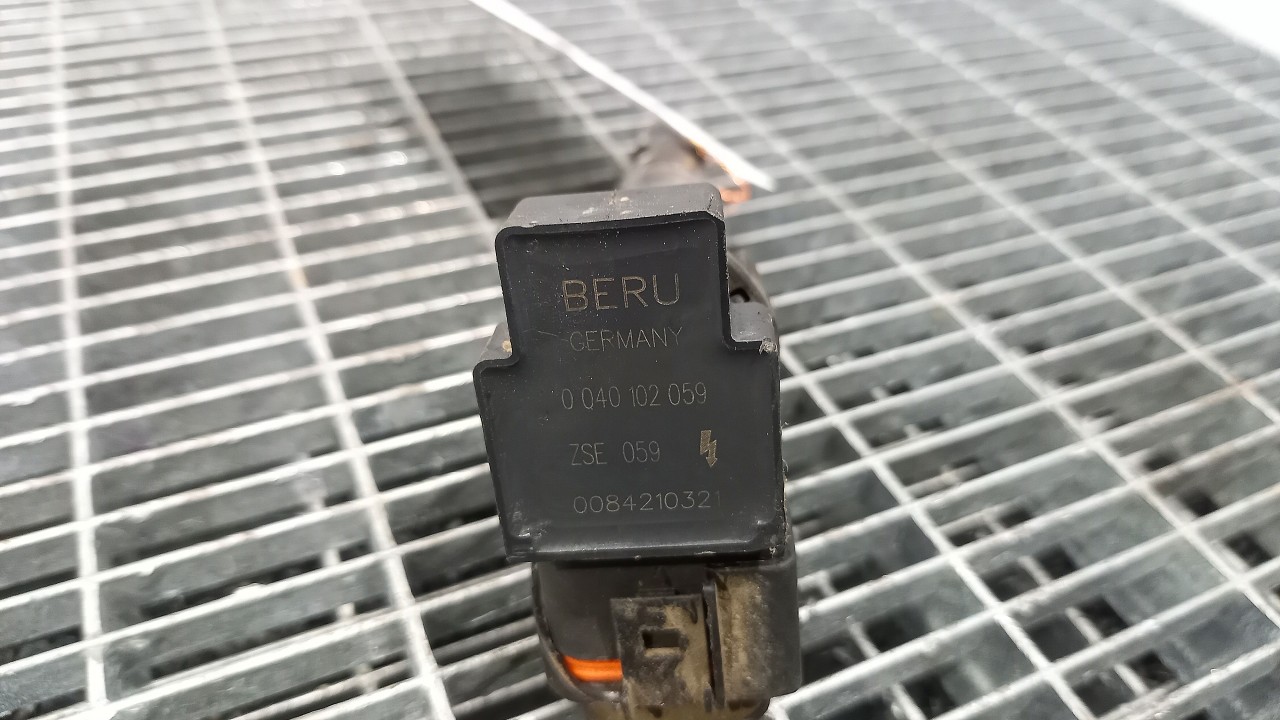 BERU
GERMANY
0 040 102 059
ZSE 059
0084210321